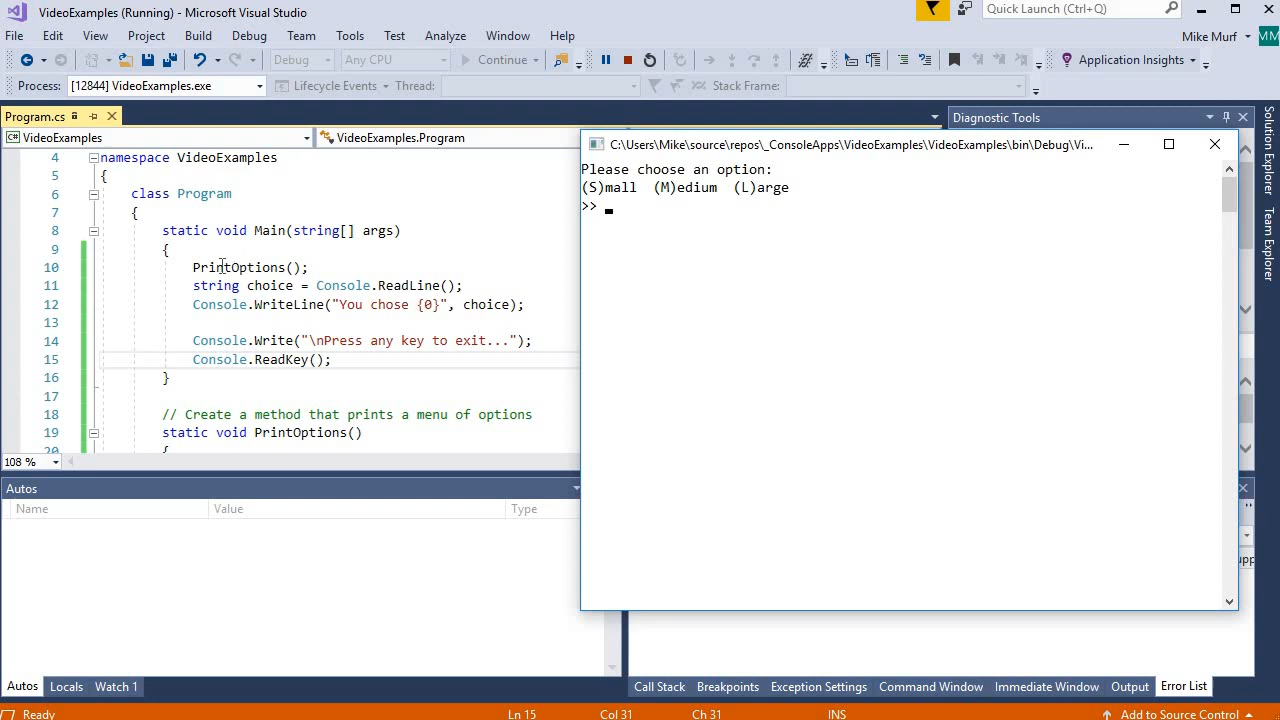 VideoExamples (Running) - Microsoft Visual Studio
Quick Launch (Ctrl+Q)
File Edit View Project Build Debug Team Tools Test Analyze Window Help
Mike Murf
MM
Debug Any CPU Continue Application Insights
Process: [12844] VideoExamples.exe Lifecycle Events Thread: Stack Frame:
Program.cs
Diagnostic Tools
VideoExamples
VideoExamples.Program
4 namespace VideoExamples
5 {
6 class Program
7 {
8 static void Main(string[] args)
9 {
10 PrintOptions();
11 string choice = Console.ReadLine();
12 Console.WriteLine("You chose {0}", choice);
13
14 Console.Write("\nPress any key to exit...");
15 Console.ReadKey();
16 }
17
18 // Create a method that prints a menu of options
19 static void PrintOptions()
20 {
108 %
C:\Users\Mike\source\repos\_ConsoleApps\VideoExamples\VideoExamples\bin\Debug\Vi...
Please choose an option:
(S)mall (M)edium (L)arge
>>
Solution Explorer
Team Explorer
Autos
Name Value Type
Autos Locals Watch 1
Call Stack Breakpoints Exception Settings Command Window Immediate Window Output Error List
Ready Ln 15 Col 31 Ch 31 INS Add to Source Control